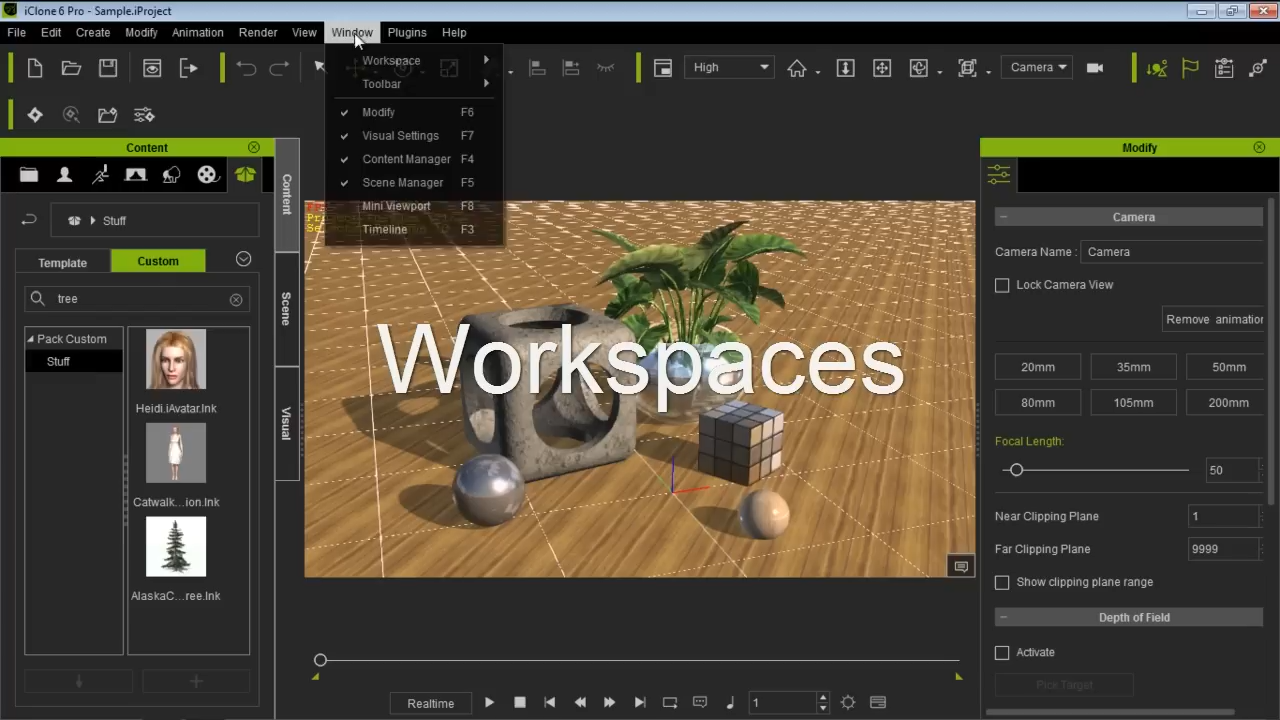 iClone 6 Pro - Sample.iProject
File Edit Create Modify Animation Render View Window Plugins Help
Workspace
Toolbar
Modify F6
Visual Settings F7
Content Manager F4
Scene Manager F5
Mini Viewport F8
Timeline F3
High
Camera
Content
Stuff
Template
Custom
tree
Pack Custom
Stuff
Heidi.iAvatar.lnk
Catwalk...ion.lnk
AlaskaC...ree.lnk
Content
Scene
Visual
Workspaces
Realtime
1
Modify
Camera
Camera Name : Camera
Lock Camera View
Remove animation
20mm 35mm 50mm
80mm 105mm 200mm
Focal Length:
50
Near Clipping Plane 1
Far Clipping Plane 9999
Show clipping plane range
Depth of Field
Activate
Pick Target